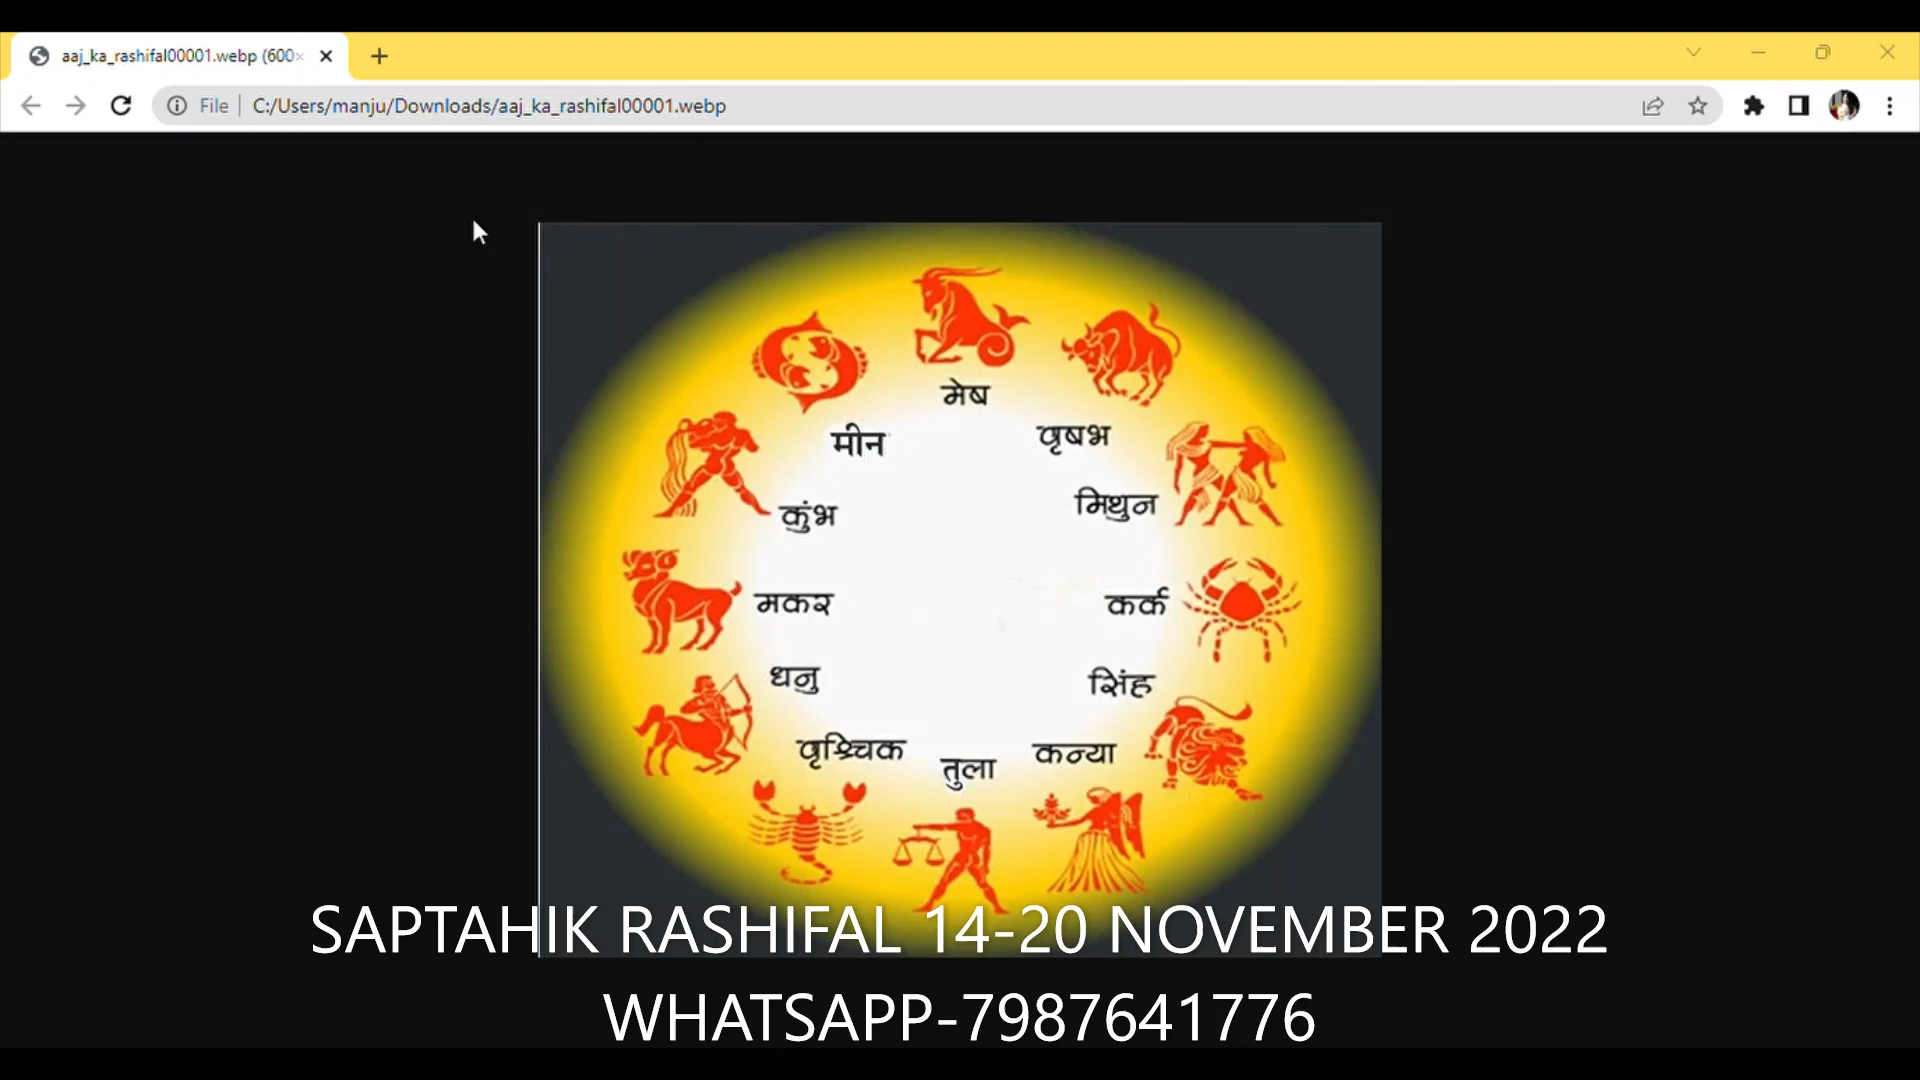 aaj_ka_rashifal00001.webp (600×
File
C:/Users/manju/Downloads/aaj_ka_rashifal00001.webp
मेष
मीन
वृषभ
कुंभ
मिथुन
मकर
कर्क
धनु
सिंह
वृश्चिक
तुला
कन्या
SAPTAHIK RASHIFAL 14-20 NOVEMBER 2022
WHATSAPP-7987641776